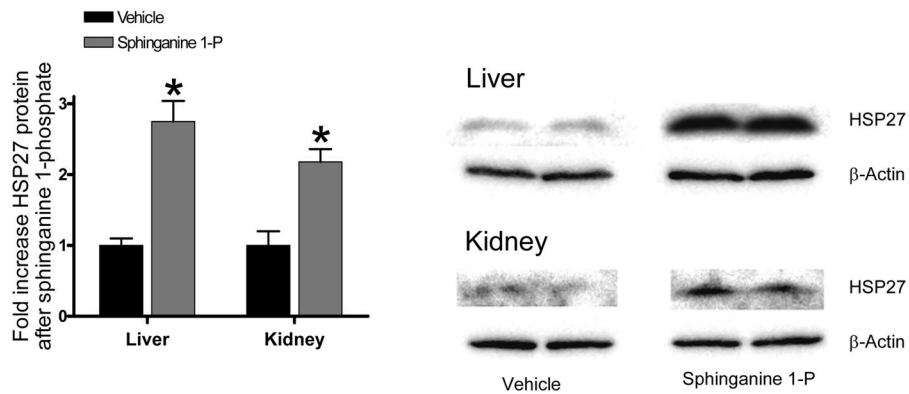 Vehicle
Sphinganine 1-P
Fold increase HSP27 protein
after sphinganine 1-phosphate
3
2
1
0
*
*
Liver
Kidney
Liver
HSP27
β-Actin
Kidney
HSP27
β-Actin
Vehicle
Sphinganine 1-P